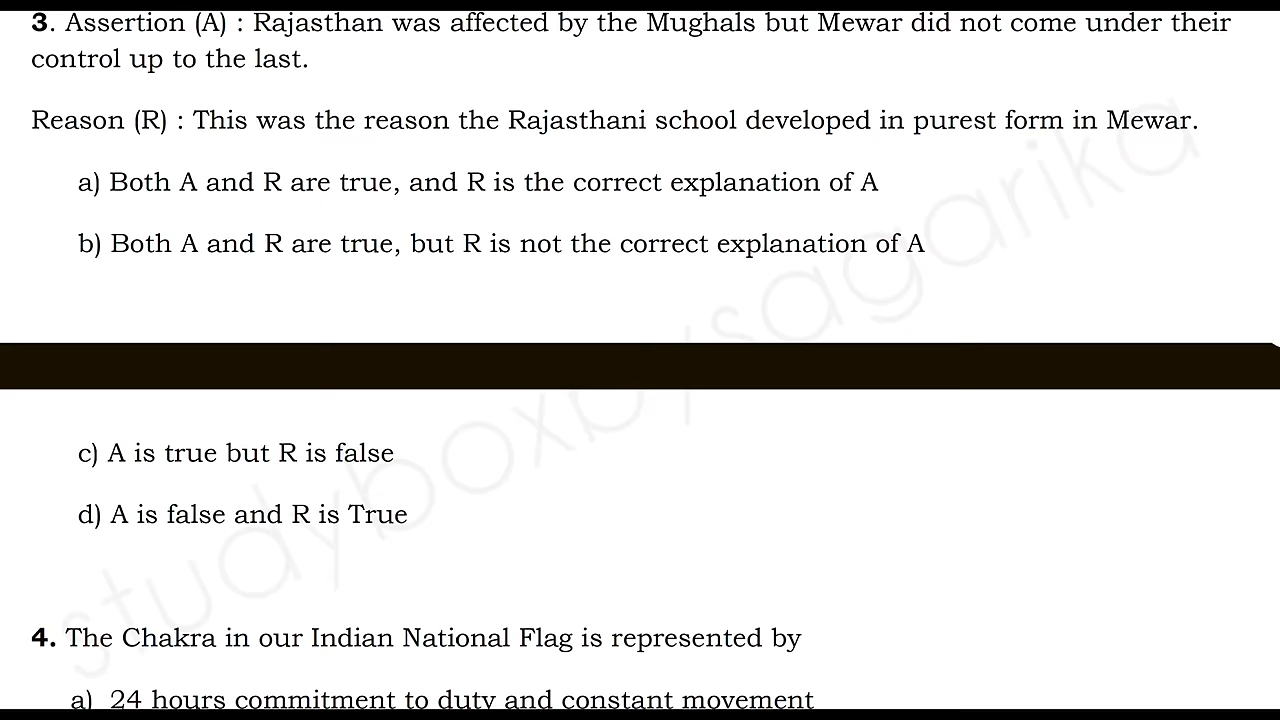 3. Assertion (A) : Rajasthan was affected by the Mughals but Mewar did not come under their
control up to the last.
Reason (R) : This was the reason the Rajasthani school developed in purest form in Mewar.
a) Both A and R are true, and R is the correct explanation of A
b) Both A and R are true, but R is not the correct explanation of A
studyboxbysagarika
c) A is true but R is false
d) A is false and R is True
4. The Chakra in our Indian National Flag is represented by
a) 24 hours commitment to duty and constant movement